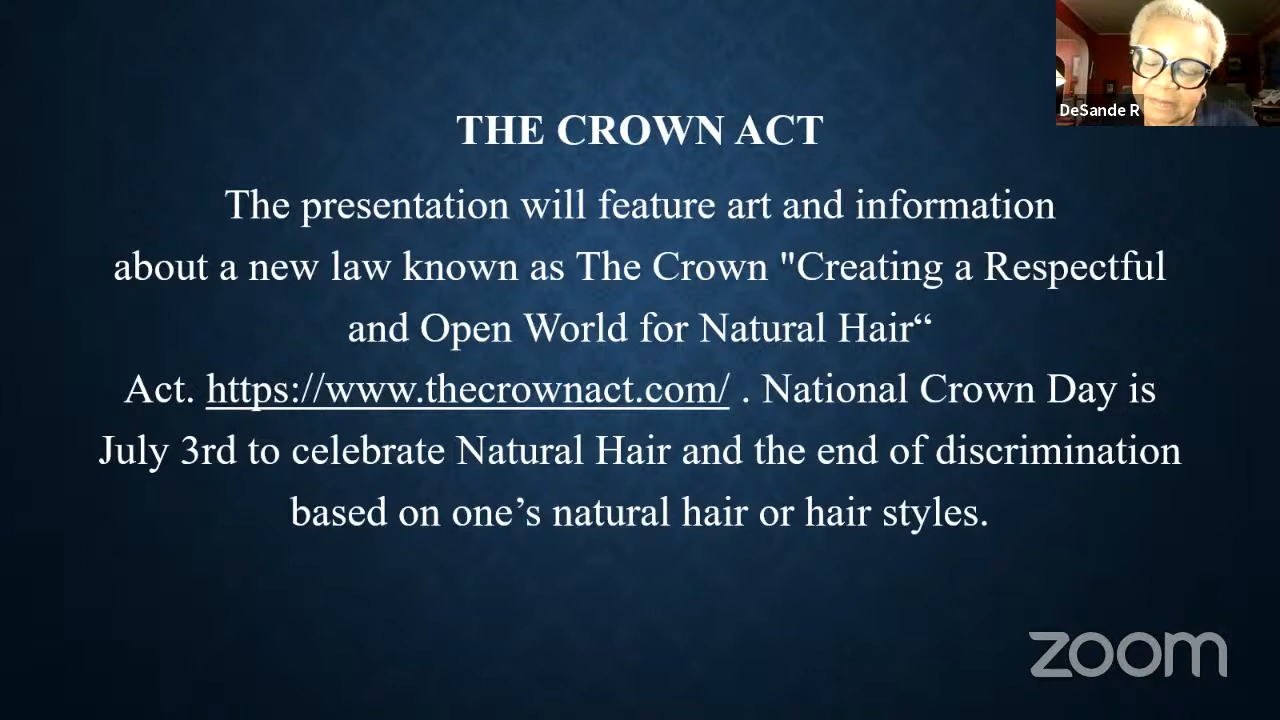 DeSande R
THE CROWN ACT
The presentation will feature art and information
about a new law known as The Crown "Creating a Respectful
and Open World for Natural Hair“
Act. https://www.thecrownact.com/ . National Crown Day is
July 3rd to celebrate Natural Hair and the end of discrimination
based on one’s natural hair or hair styles.
zoom